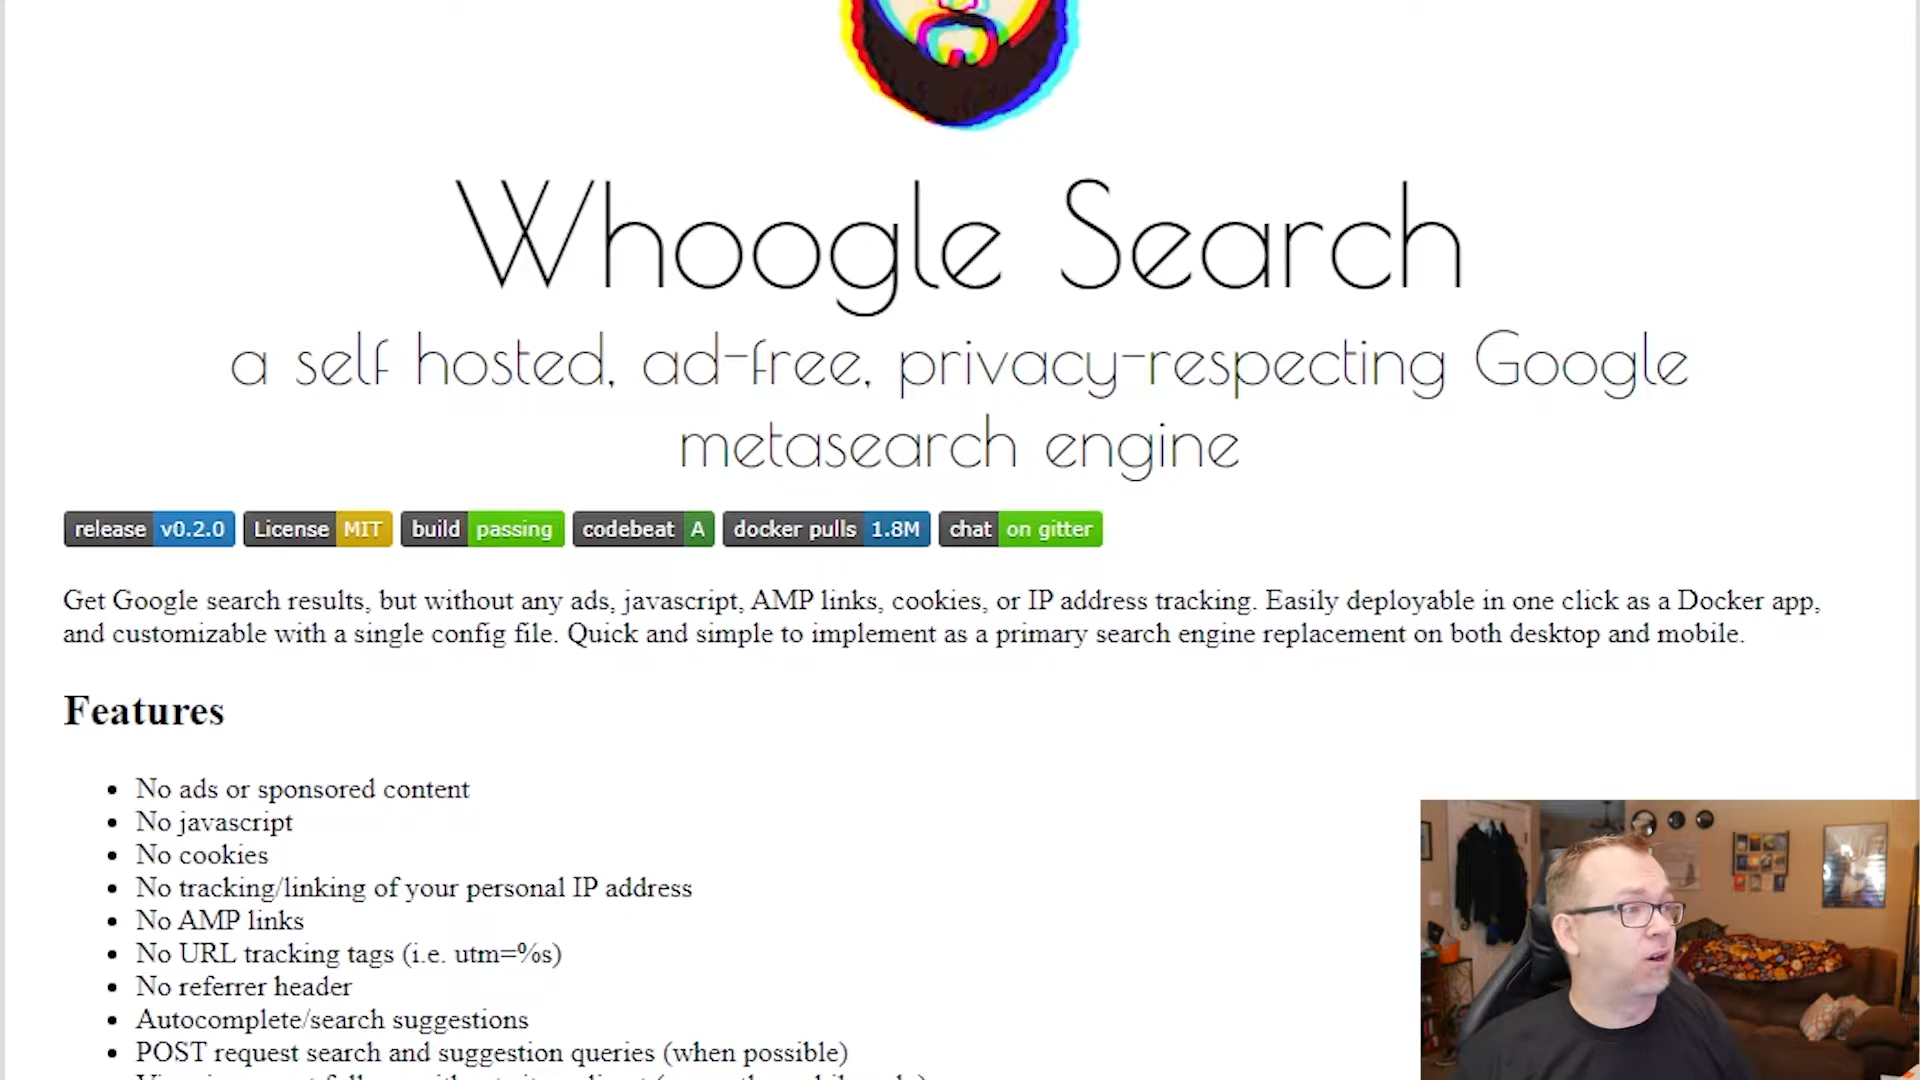 Whoogle Search
a self hosted, ad-free, privacy-respecting Google
metasearch engine
release v0.2.0 License MIT build passing codebeat A docker pulls 1.8M chat on gitter
Get Google search results, but without any ads, javascript, AMP links, cookies, or IP address tracking. Easily deployable in one click as a Docker app,
and customizable with a single config file. Quick and simple to implement as a primary search engine replacement on both desktop and mobile.
Features
• No ads or sponsored content
• No javascript
• No cookies
• No tracking/linking of your personal IP address
• No AMP links
• No URL tracking tags (i.e. utm=%s)
• No referrer header
• Autocomplete/search suggestions
• POST request search and suggestion queries (when possible)